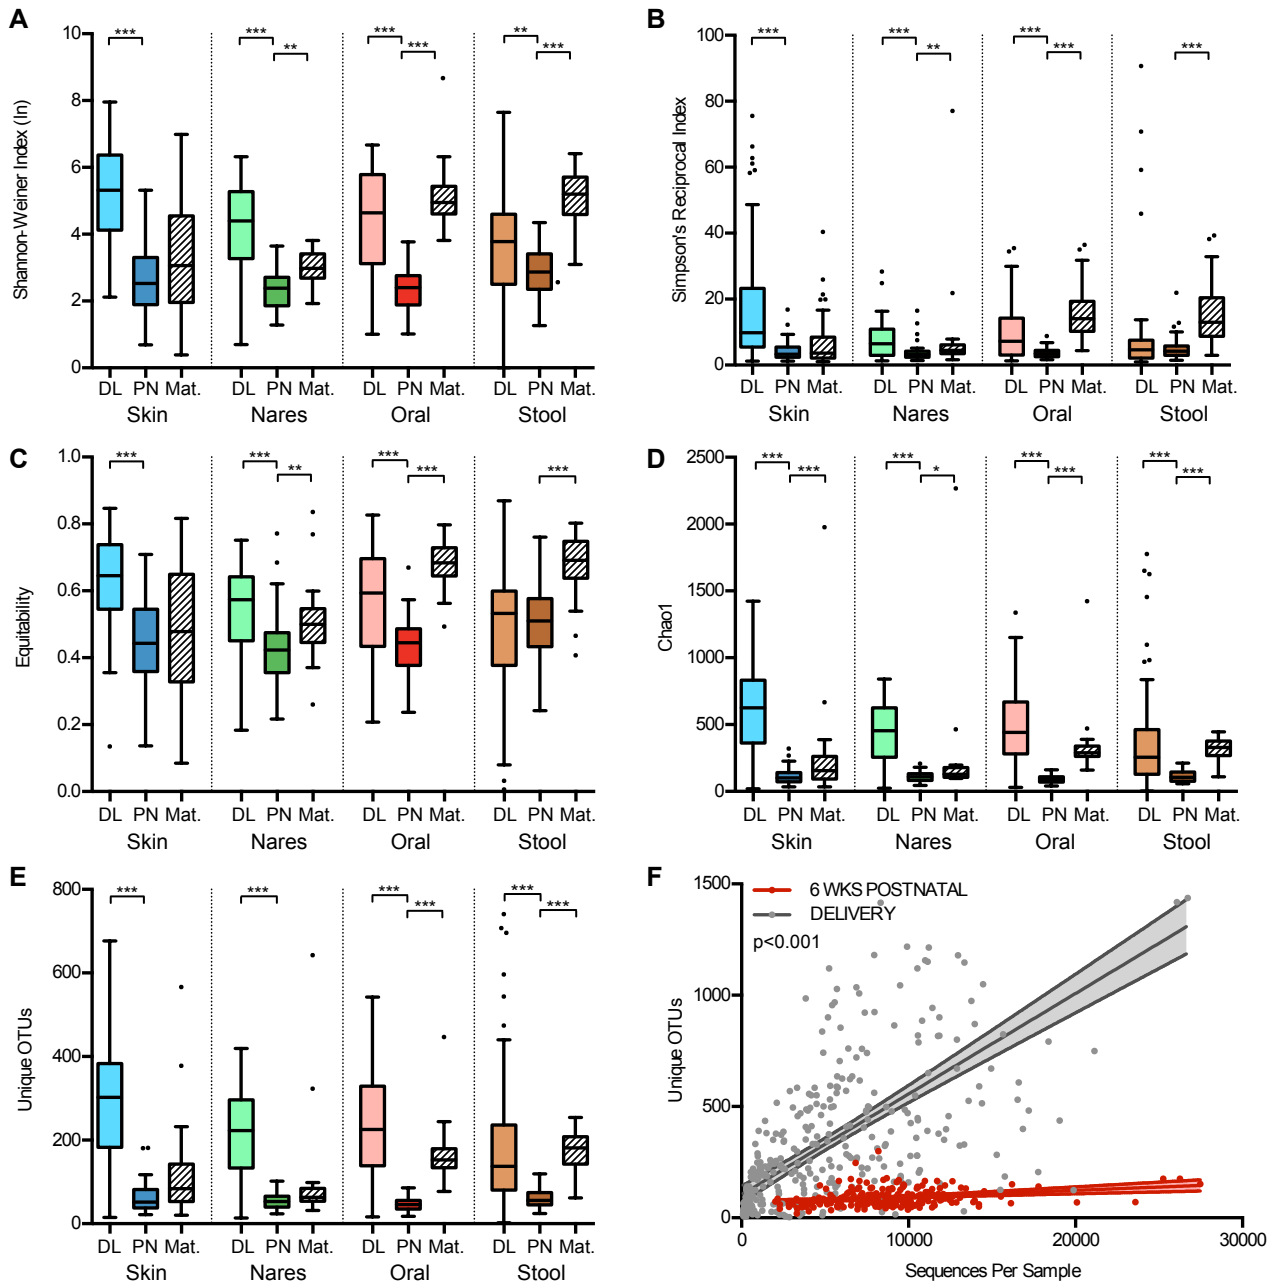 A
Shannon-Weiner Index (ln)
10
8
6
4
2
0
***
***
**
***
***
**
***
DL PN Mat. DL PN Mat. DL PN Mat. DL PN Mat.
Skin Nares Oral Stool
B
Simpson's Reciprocal Index
100
80
60
40
20
0
***
***
**
***
***
***
DL PN Mat. DL PN Mat. DL PN Mat. DL PN Mat.
Skin Nares Oral Stool
C
Equitability
1.0
0.8
0.6
0.4
0.2
0.0
***
***
**
***
***
***
DL PN Mat. DL PN Mat. DL PN Mat. DL PN Mat.
Skin Nares Oral Stool
D
Chao1
2500
2000
1500
1000
500
0
***
***
***
*
***
***
***
***
DL PN Mat. DL PN Mat. DL PN Mat. DL PN Mat.
Skin Nares Oral Stool
E
Unique OTUs
800
600
400
200
0
***
***
***
***
***
***
DL PN Mat. DL PN Mat. DL PN Mat. DL PN Mat.
Skin Nares Oral Stool
F
Unique OTUs
1500
1000
500
0
6 WKS POSTNATAL
DELIVERY
p<0.001
0 10000 20000 30000
Sequences Per Sample